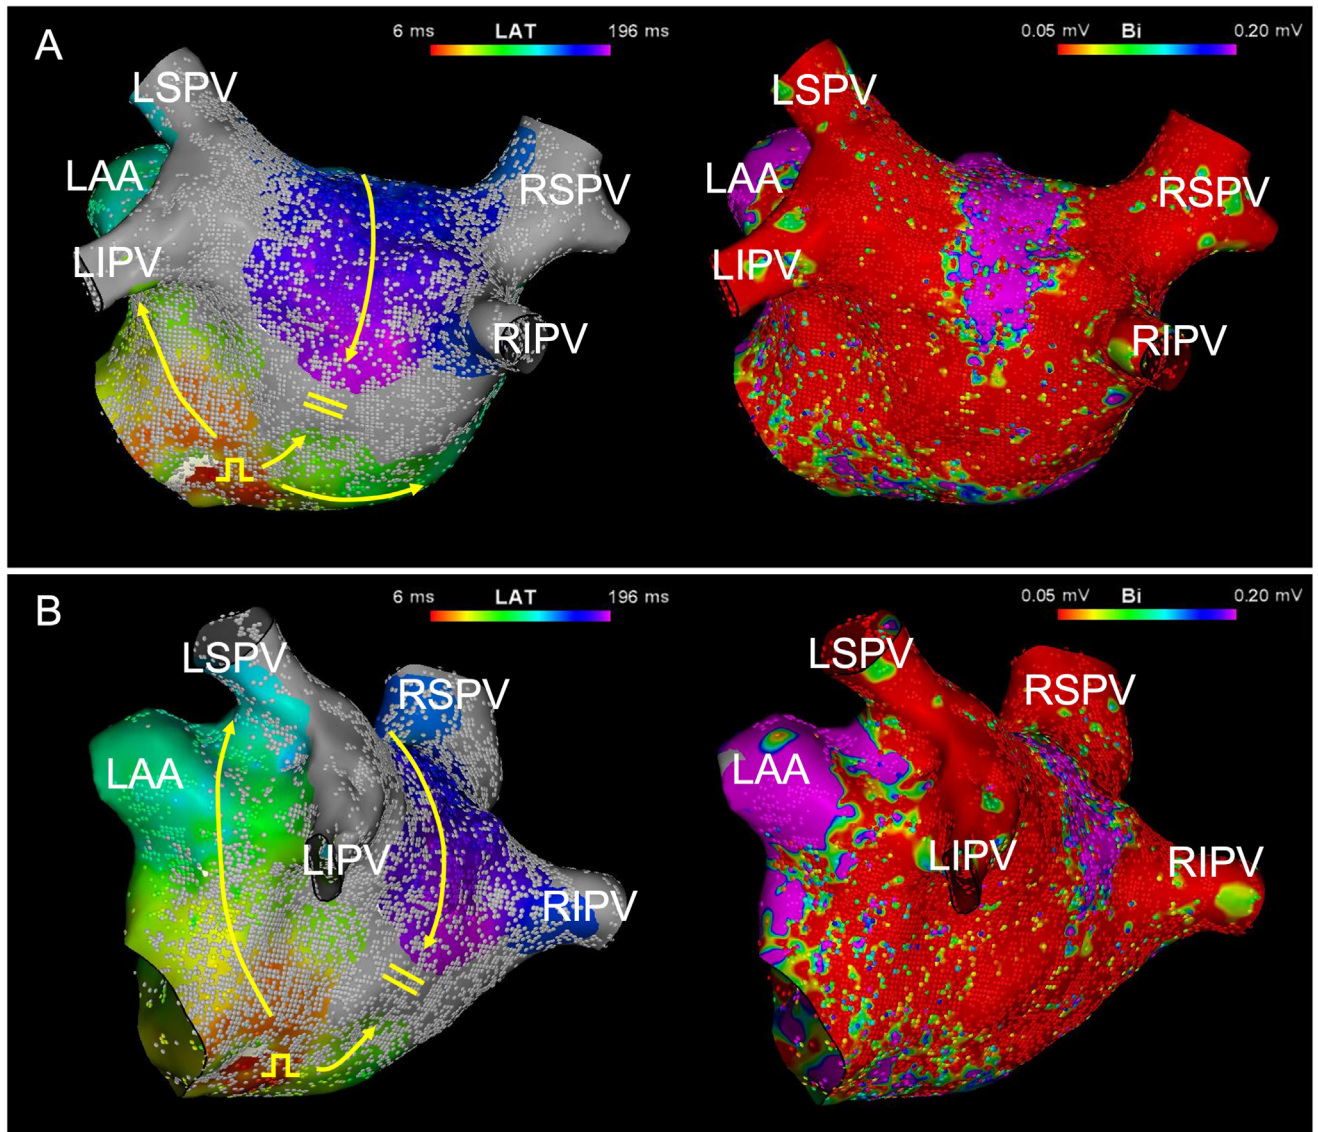 A
6 ms LAT 196 ms
0.05 mV Bi 0.20 mV
LSPV
LSPV
LAA
RSPV
LAA
RSPV
LIPV
LIPV
RIPV
RIPV
B
6 ms LAT 196 ms
0.05 mV Bi 0.20 mV
LSPV
RSPV
LSPV
RSPV
LAA
LAA
LIPV
RIPV
LIPV
RIPV